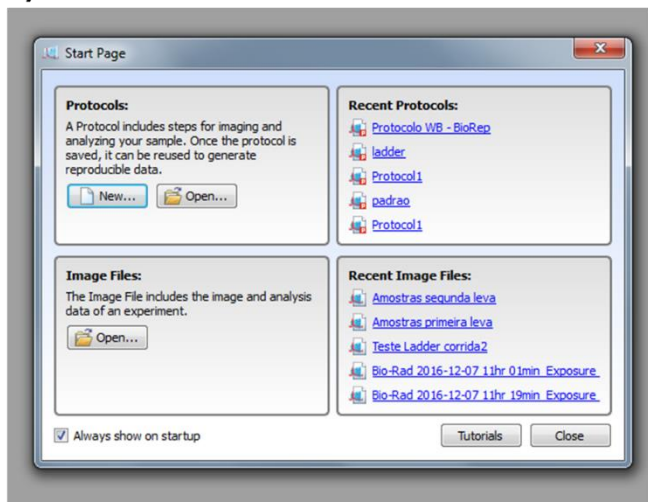 Start Page
Protocols:
A Protocol includes steps for imaging and
analyzing your sample. Once the protocol is
saved, it can be reused to generate
reproducible data.
New... Open...
Recent Protocols:
Protocolo WB - BioRep
ladder
Protocol1
padrao
Protocol1
Image Files:
The Image File includes the image and analysis
data of an experiment.
Open...
Recent Image Files:
Amostras segunda leva
Amostras primeira leva
Teste Ladder corrida2
Bio-Rad 2016-12-07 11hr 01min Exposure
Bio-Rad 2016-12-07 11hr 19min Exposure
Always show on startup
Tutorials Close